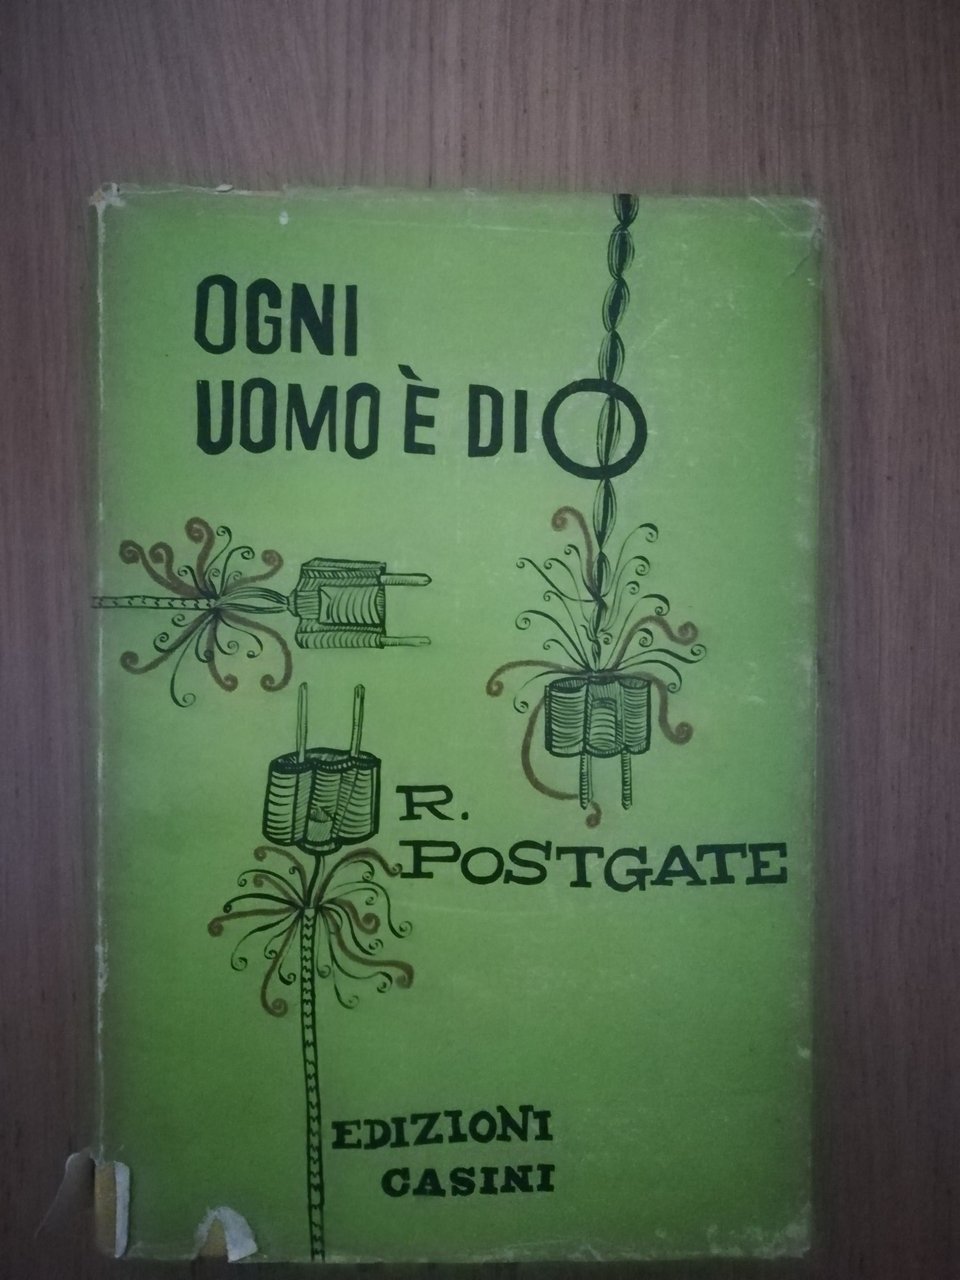 OGNI
UOMO È DIO
R.
POSTGATE
EDIZIONI
CASINI